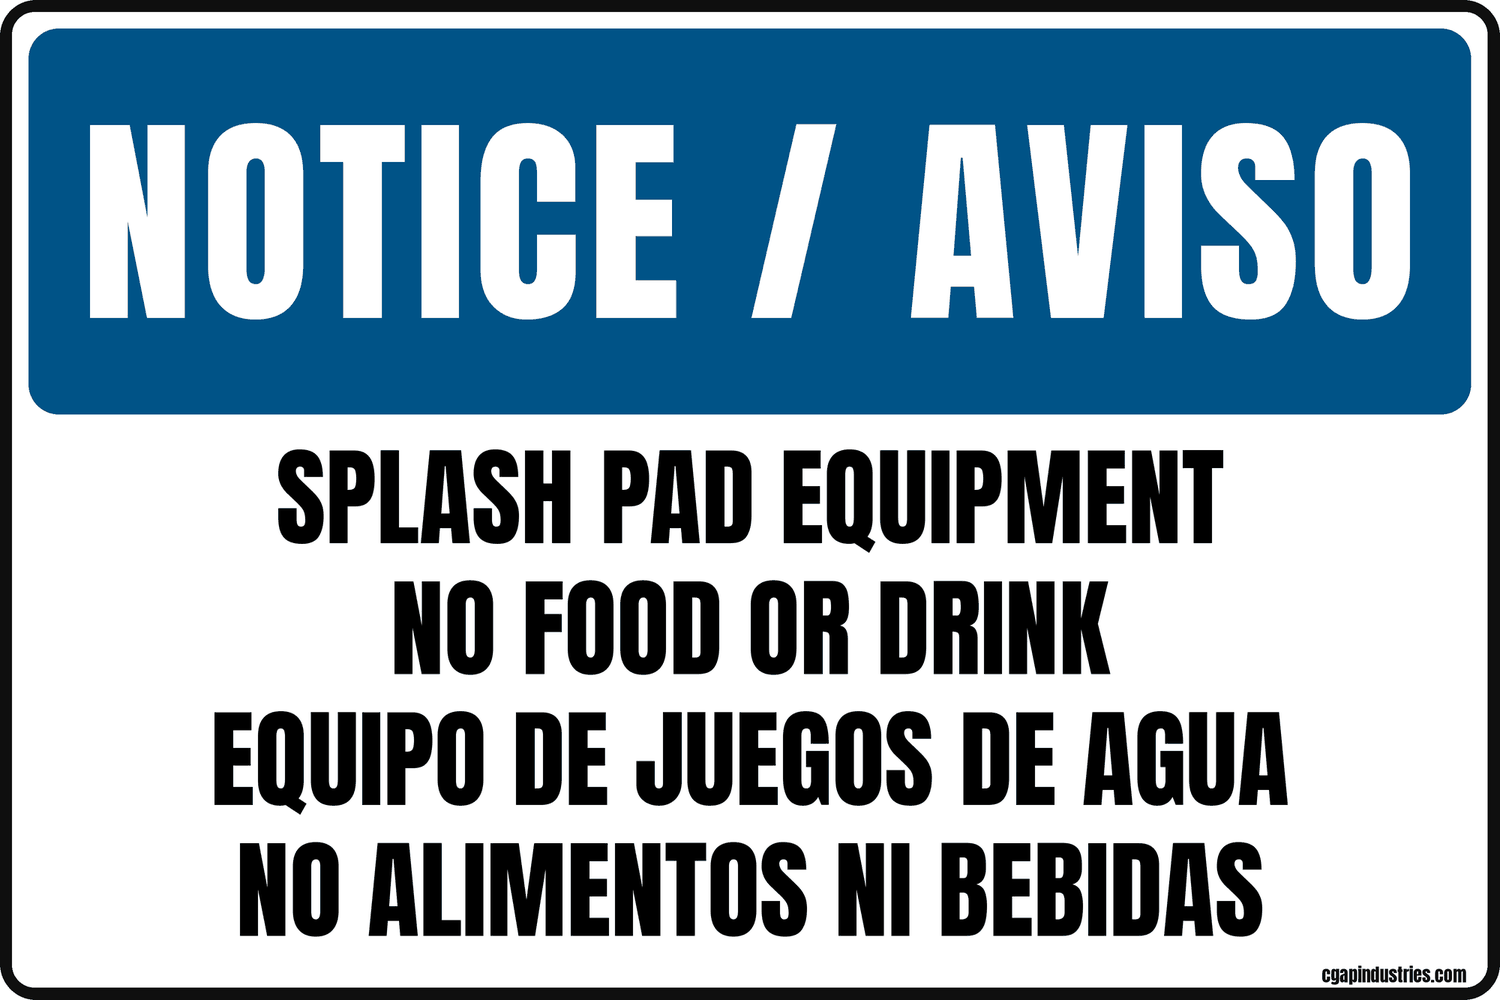 NOTICE / AVISO
SPLASH PAD EQUIPMENT
NO FOOD OR DRINK
EQUIPO DE JUEGOS DE AGUA
NO ALIMENTOS NI BEBIDAS
cgapindustries.com